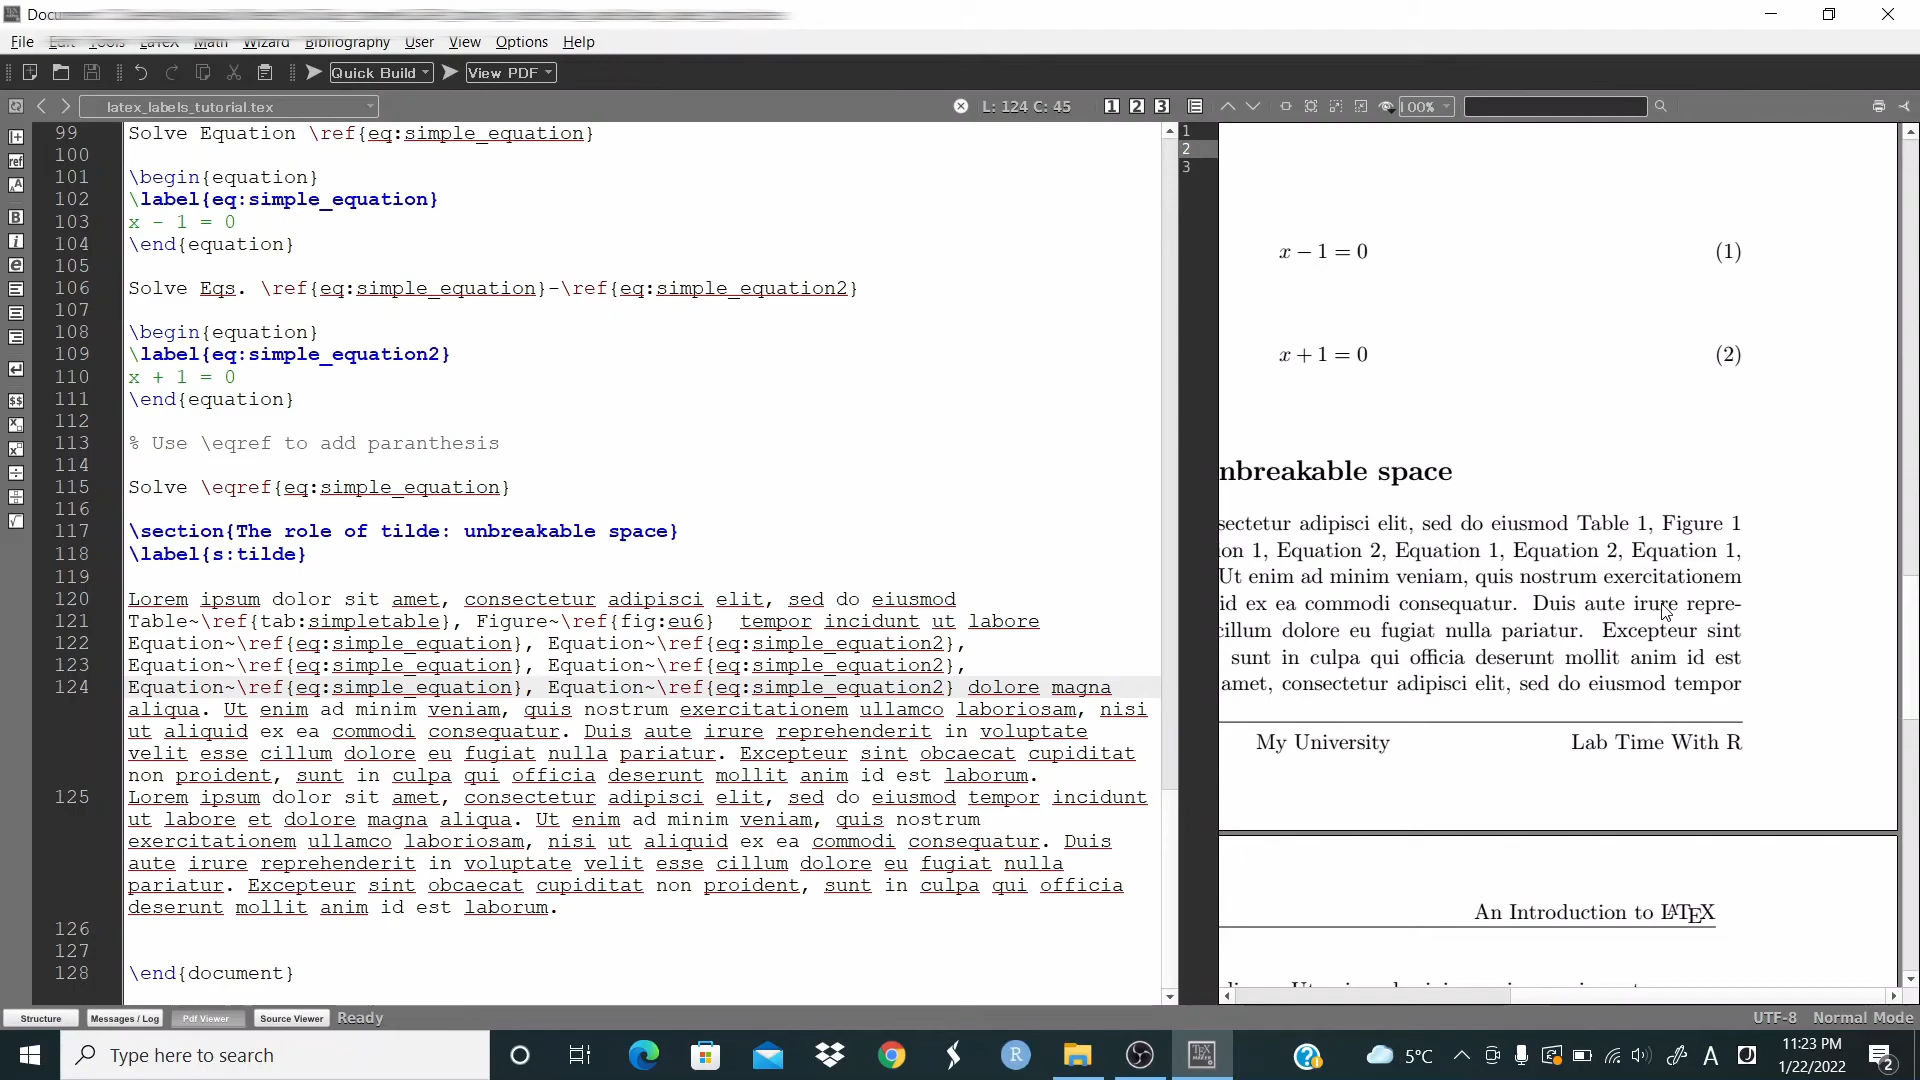 Docu
File Edit Tools LaTeX Math Wizard Bibliography User View Options Help
Quick Build View PDF
latex_labels_tutorial.tex L: 124 C: 45 1 2 3 100%
99 Solve Equation \ref{eq:simple_equation}
100
101 \begin{equation}
102 \label{eq:simple_equation}
103 x - 1 = 0
104 \end{equation}
105
106 Solve Eqs. \ref{eq:simple_equation}-\ref{eq:simple_equation2}
107
108 \begin{equation}
109 \label{eq:simple_equation2}
110 x + 1 = 0
111 \end{equation}
112
113 % Use \eqref to add paranthesis
114
115 Solve \eqref{eq:simple_equation}
116
117 \section{The role of tilde: unbreakable space}
118 \label{s:tilde}
119
120 Lorem ipsum dolor sit amet, consectetur adipisci elit, sed do eiusmod
121 Table~\ref{tab:simpletable}, Figure~\ref{fig:eu6}  tempor incidunt ut labore
122 Equation~\ref{eq:simple_equation}, Equation~\ref{eq:simple_equation2},
123 Equation~\ref{eq:simple_equation}, Equation~\ref{eq:simple_equation2},
124 Equation~\ref{eq:simple_equation}, Equation~\ref{eq:simple_equation2} dolore magna
aliqua. Ut enim ad minim veniam, quis nostrum exercitationem ullamco laboriosam, nisi
ut aliquid ex ea commodi consequatur. Duis aute irure reprehenderit in voluptate
velit esse cillum dolore eu fugiat nulla pariatur. Excepteur sint obcaecat cupiditat
non proident, sunt in culpa qui officia deserunt mollit anim id est laborum.
125 Lorem ipsum dolor sit amet, consectetur adipisci elit, sed do eiusmod tempor incidunt
ut labore et dolore magna aliqua. Ut enim ad minim veniam, quis nostrum
exercitationem ullamco laboriosam, nisi ut aliquid ex ea commodi consequatur. Duis
aute irure reprehenderit in voluptate velit esse cillum dolore eu fugiat nulla
pariatur. Excepteur sint obcaecat cupiditat non proident, sunt in culpa qui officia
deserunt mollit anim id est laborum.
126
127
128 \end{document}
1
2
3
x − 1 = 0 (1)
x + 1 = 0 (2)
nbreakable space
sectetur adipisci elit, sed do eiusmod Table 1, Figure 1
on 1, Equation 2, Equation 1, Equation 2, Equation 1,
Ut enim ad minim veniam, quis nostrum exercitationem
id ex ea commodi consequatur. Duis aute irure repre-
cillum dolore eu fugiat nulla pariatur. Excepteur sint
sunt in culpa qui officia deserunt mollit anim id est
amet, consectetur adipisci elit, sed do eiusmod tempor
My University Lab Time With R
An Introduction to LATEX
Structure Messages / Log Pdf Viewer Source Viewer Ready UTF-8 Normal Mode
Type here to search 5°C 11:23 PM
1/22/2022 2